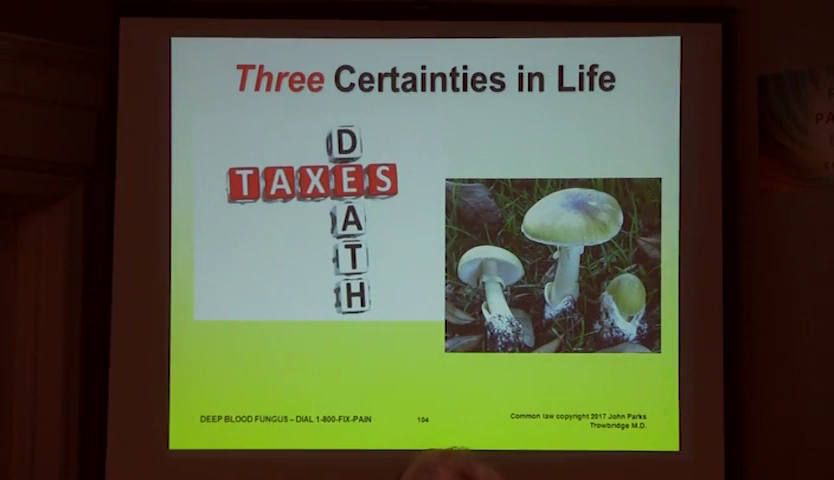 Three Certainties in Life
DEATH
TAXES
DEEP BLOOD FUNGUS – DIAL 1-800-FIX-PAIN
104
Common law copyright 2017 John Parks
Trowbridge M.D.